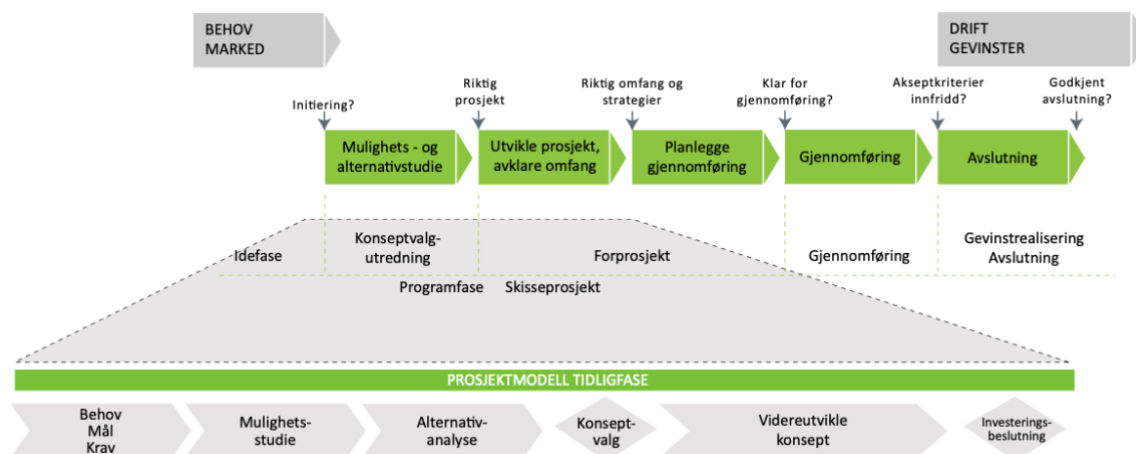 BEHOV
MARKED
DRIFT
GEVINSTER
Initiering?
Riktig
prosjekt
Riktig omfang og
strategier
Klar for
gjennomføring?
Akseptkriterier
innfridd?
Godkjent
avslutning?
Mulighets - og
alternativstudie
Utvikle prosjekt,
avklare omfang
Planlegge
gjennomføring
Gjennomføring
Avslutning
Idefase
Konseptvalg-
utredning
Forprosjekt
Gjennomføring
Gevinstrealisering
Avslutning
Programfase
Skisseprosjekt
PROSJEKTMODELL TIDLIGFASE
Behov
Mål
Krav
Mulighets-
studie
Alternativ-
analyse
Konsept-
valg
Videreutvikle
konsept
Investerings-
beslutning